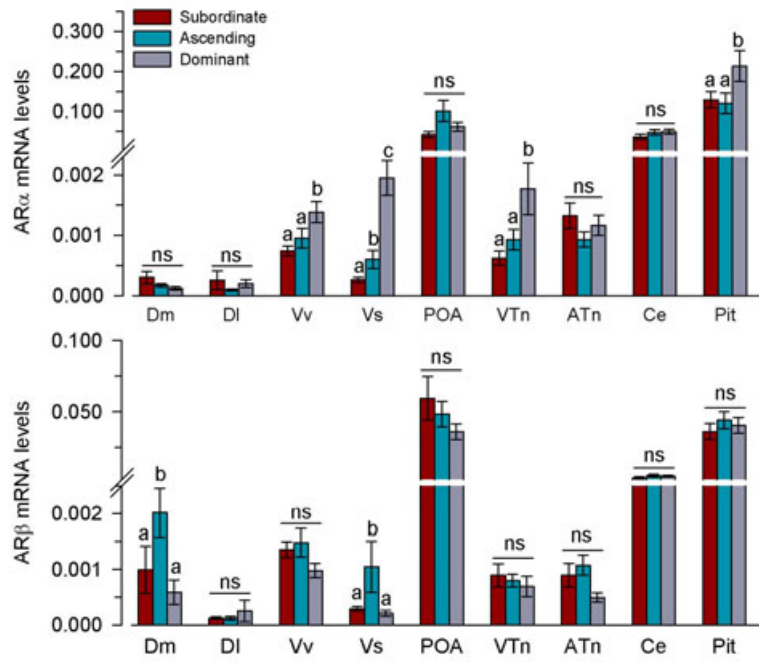 Subordinate
Ascending
Dominant
ARα mRNA levels
0.300
0.200
0.100
0.002
0.001
0.000
ns
ns
a a b
a b c
ns
a a b
ns
ns
a a b
Dm Dl Vv Vs POA VTn ATn Ce Pit
ARβ mRNA levels
0.100
0.050
0.002
0.001
0.000
a b a
ns
ns
a b a
ns
ns
ns
ns
ns
Dm Dl Vv Vs POA VTn ATn Ce Pit